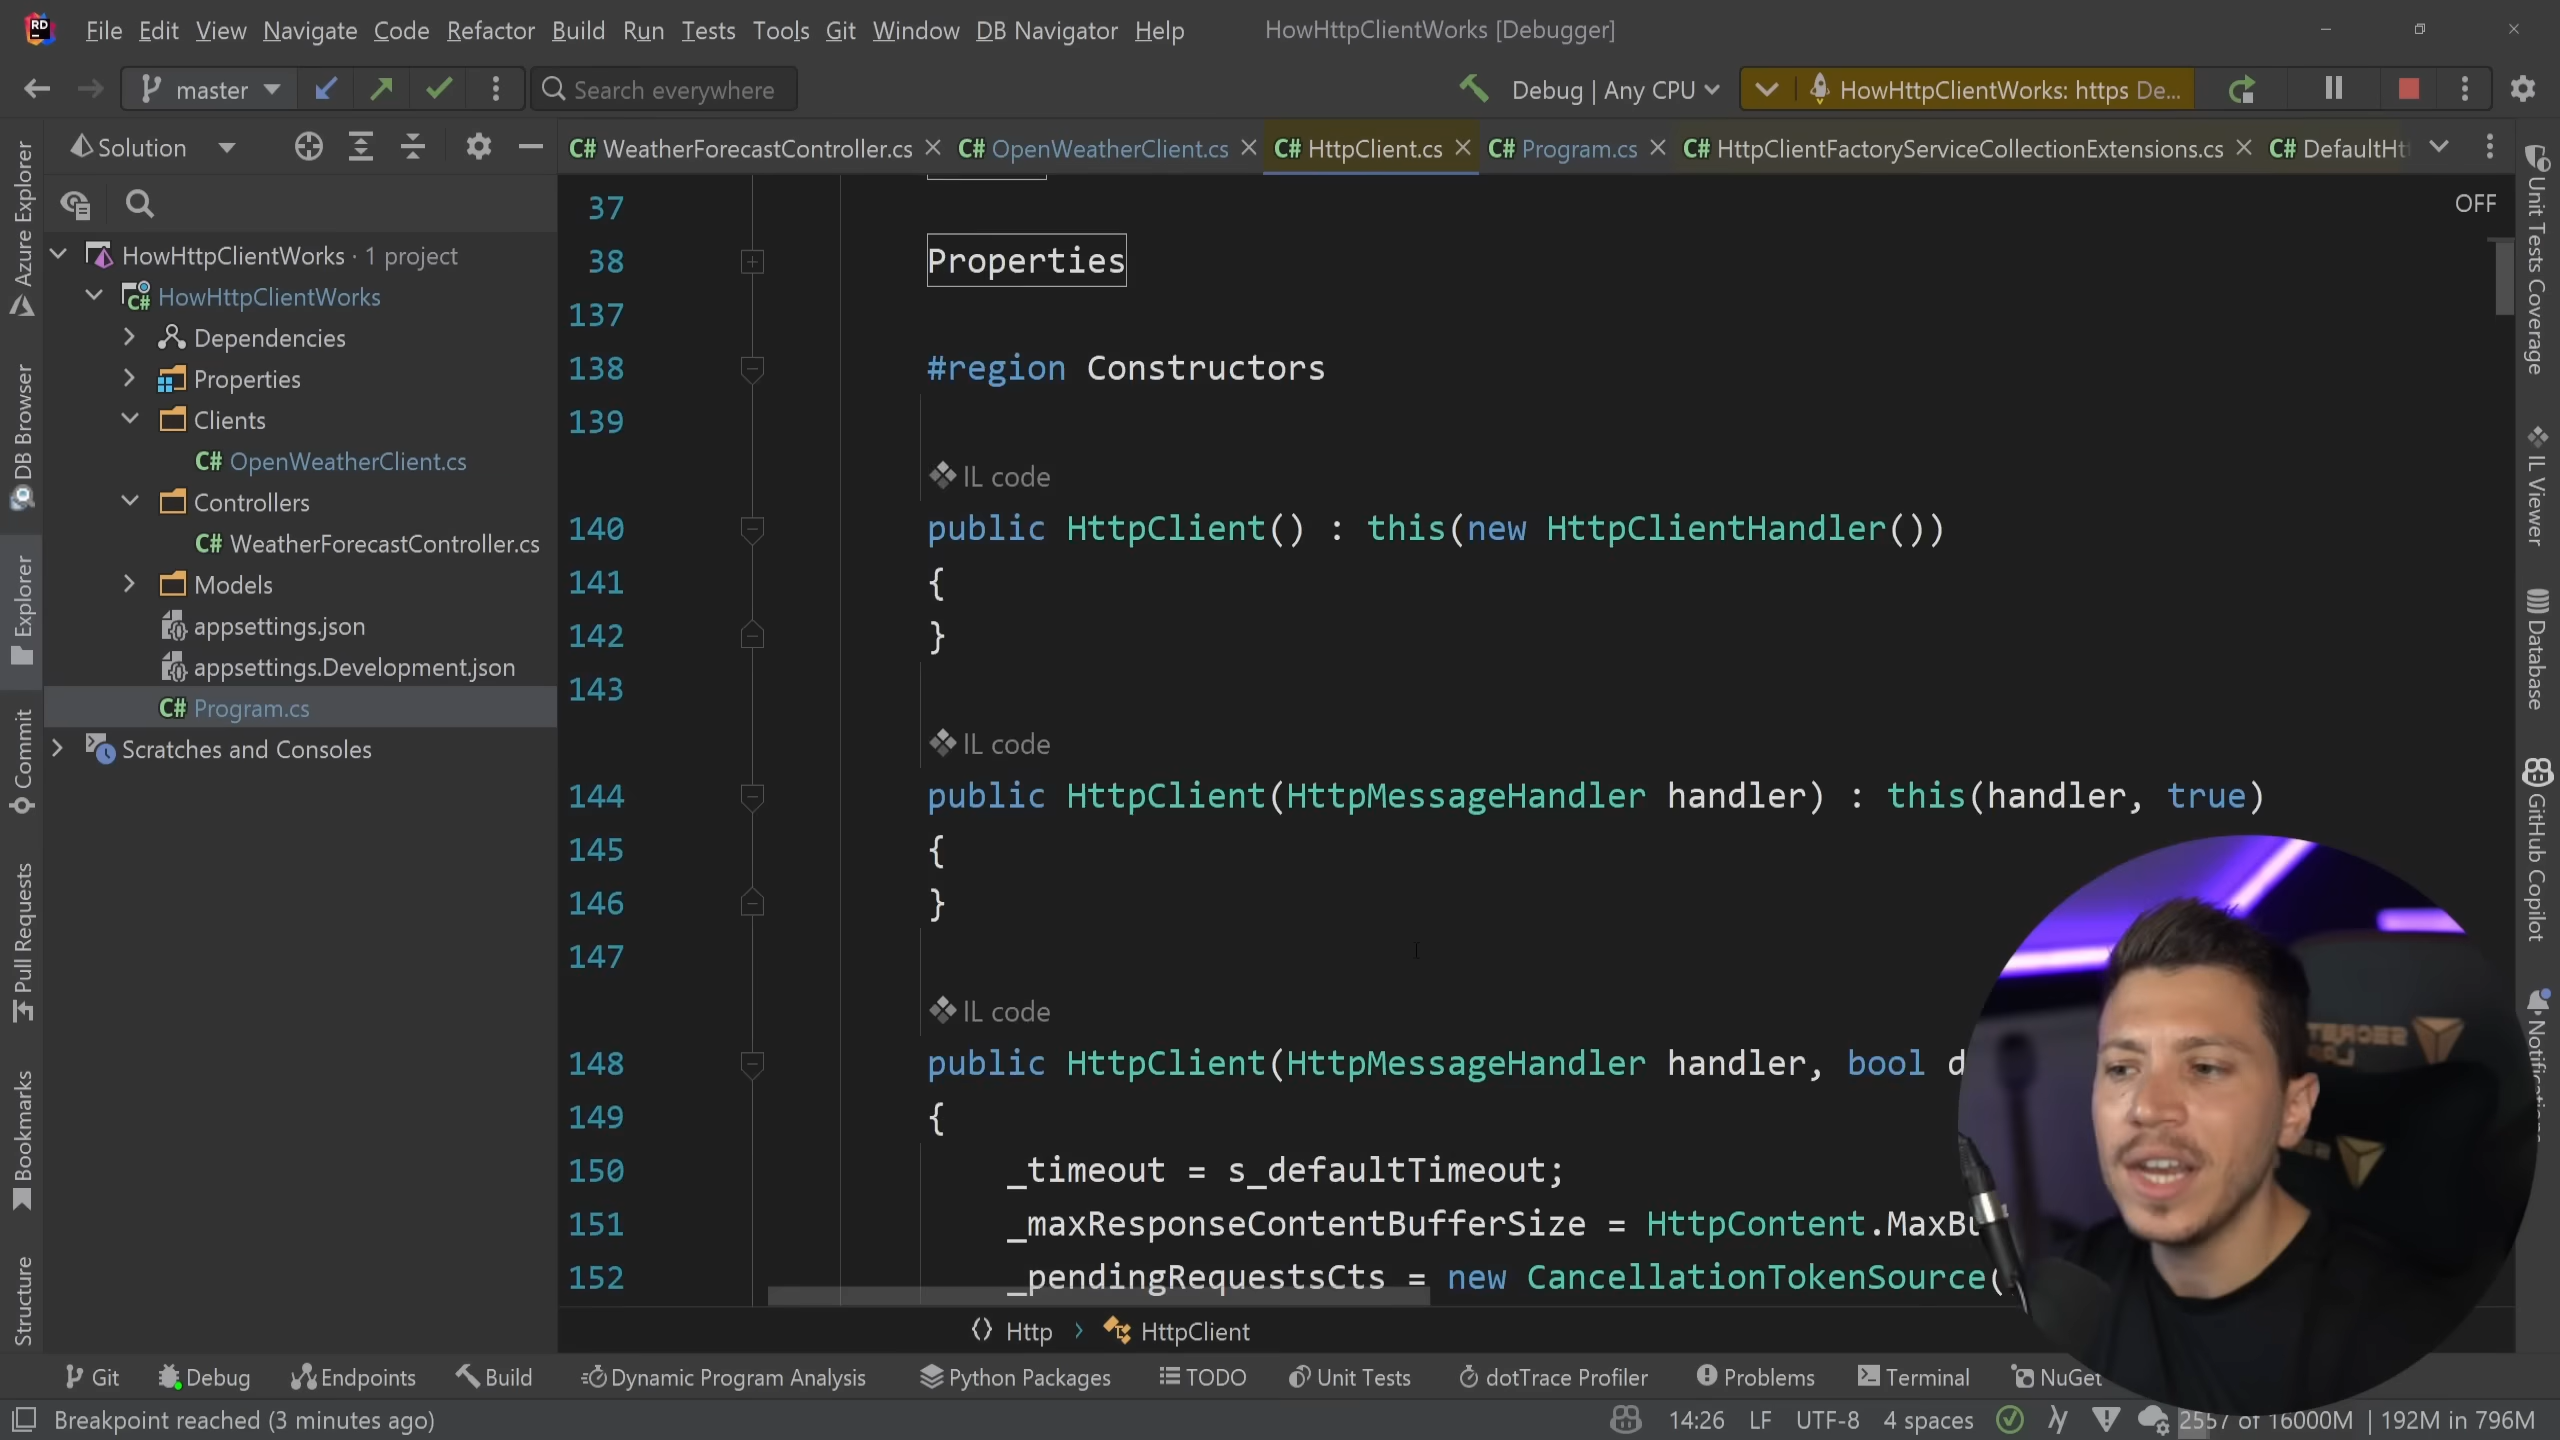 File Edit View Navigate Code Refactor Build Run Tests Tools Git Window DB Navigator Help HowHttpClientWorks [Debugger]
master Search everywhere Debug | Any CPU HowHttpClientWorks: https De...
Solution
WeatherForecastController.cs OpenWeatherClient.cs HttpClient.cs Program.cs HttpClientFactoryServiceCollectionExtensions.cs DefaultHt
HowHttpClientWorks · 1 project
HowHttpClientWorks
Dependencies
Properties
Clients
C# OpenWeatherClient.cs
Controllers
C# WeatherForecastController.cs
Models
appsettings.json
appsettings.Development.json
C# Program.cs
Scratches and Consoles
Azure Explorer
DB Browser
Explorer
Commit
Pull Requests
Bookmarks
Structure
OFF
37
38 Properties
137
138 #region Constructors
139
IL code
140 public HttpClient() : this(new HttpClientHandler())
141 {
142 }
143
IL code
144 public HttpClient(HttpMessageHandler handler) : this(handler, true)
145 {
146 }
147
IL code
148 public HttpClient(HttpMessageHandler handler, bool d
149 {
150 _timeout = s_defaultTimeout;
151 _maxResponseContentBufferSize = HttpContent.MaxBu
152 _pendingRequestsCts = new CancellationTokenSource(
Http › HttpClient
Unit Tests Coverage
IL Viewer
Database
GitHub Copilot
Notifications
SECRET
LAB
Git Debug Endpoints Build Dynamic Program Analysis Python Packages TODO Unit Tests dotTrace Profiler Problems Terminal NuGet
Breakpoint reached (3 minutes ago) 14:26 LF UTF-8 4 spaces 2557 of 16000M | 192M in 796M